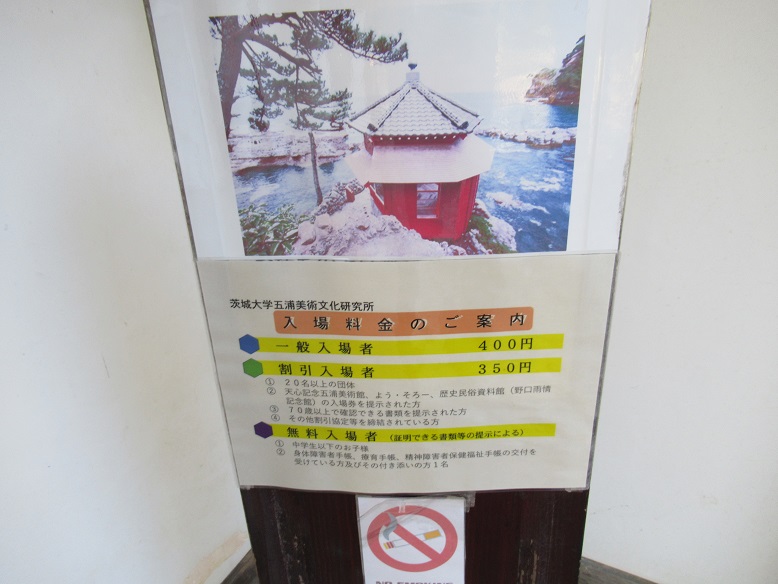 茨城大学五浦美術文化研究所
入場料金のご案内
一般入場者 400円
割引入場者 350円
① 20名以上の団体
② 天心記念五浦美術館、よう・そろー、歴史民俗資料館（野口雨情
記念館）の入場券を提示された方
③ 70歳以上で確認できる書類を提示された方
④ その他割引協定等を締結されている方
無料入場者 （証明できる書類等の提示による）
① 中学生以下のお子様
② 身体障害者手帳、療育手帳、精神障害者保健福祉手帳の交付を
受けている方及びその付き添いの方1名